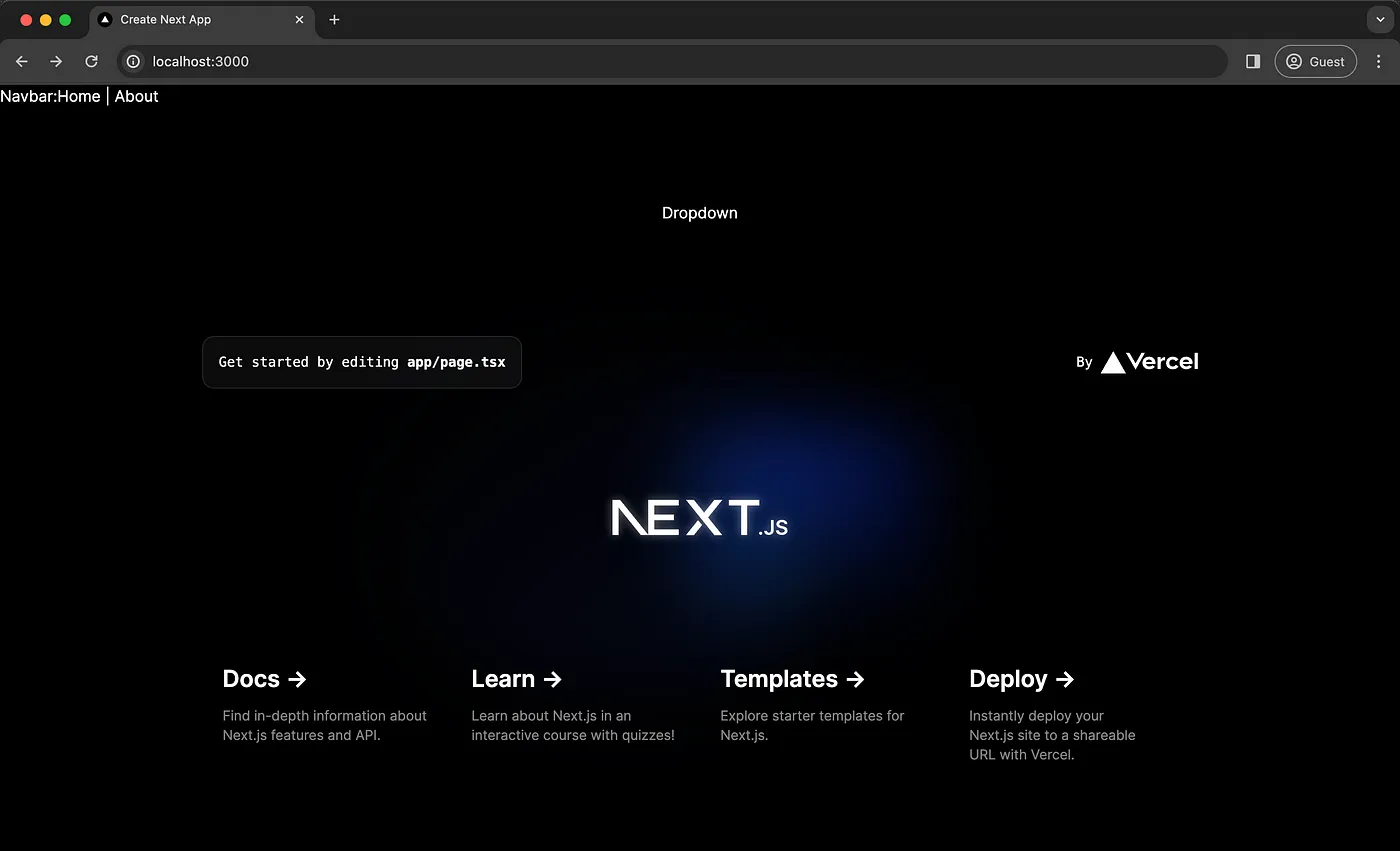 Create Next App
localhost:3000
Guest
Navbar:Home | About
Dropdown
Get started by editing app/page.tsx
By Vercel
NEXT.JS
Docs →
Find in-depth information about
Next.js features and API.
Learn →
Learn about Next.js in an
interactive course with quizzes!
Templates →
Explore starter templates for
Next.js.
Deploy →
Instantly deploy your
Next.js site to a shareable
URL with Vercel.